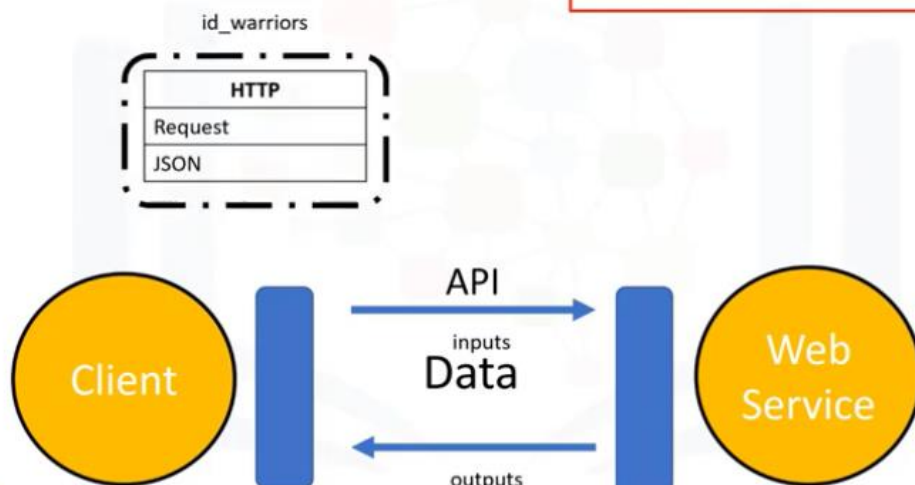 id_warriors
HTTP
Request
JSON
API
inputs
Data
Client
Web
Service
outputs